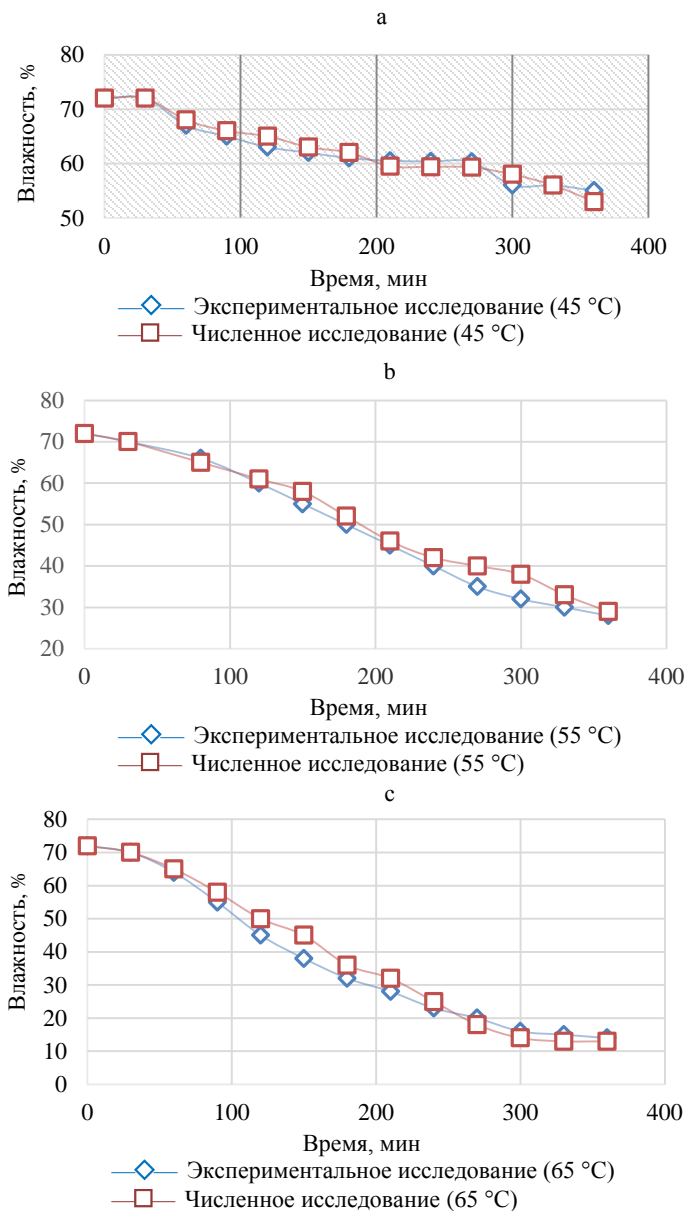 a
80
70
60
50
Влажность, %
0 100 200 300 400
Время, мин
Экспериментальное исследование (45 °C)
Численное исследование (45 °C)
b
80
70
60
50
40
30
20
Влажность, %
0 100 200 300 400
Время, мин
Экспериментальное исследование (55 °C)
Численное исследование (55 °C)
c
80
70
60
50
40
30
20
10
0
Влажность, %
0 100 200 300 400
Время, мин
Экспериментальное исследование (65 °C)
Численное исследование (65 °C)